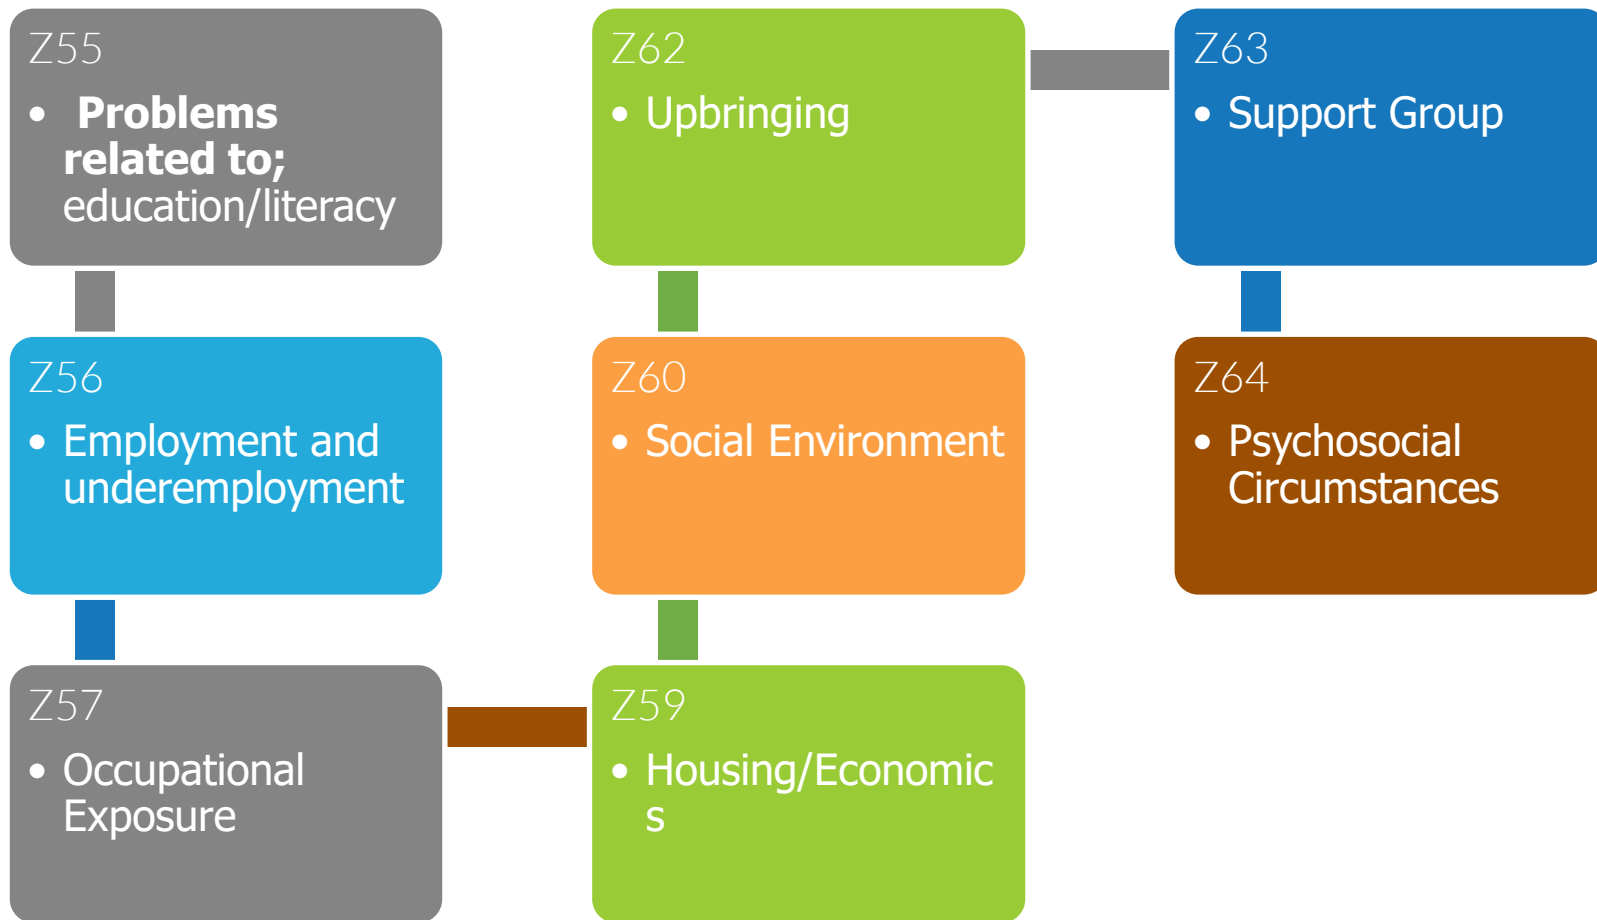 Z55
• Problems
related to;
education/literacy
Z56
• Employment and
underemployment
Z57
• Occupational
Exposure
Z59
• Housing/Economic
s
Z60
• Social Environment
Z62
• Upbringing
Z63
• Support Group
Z64
• Psychosocial
Circumstances